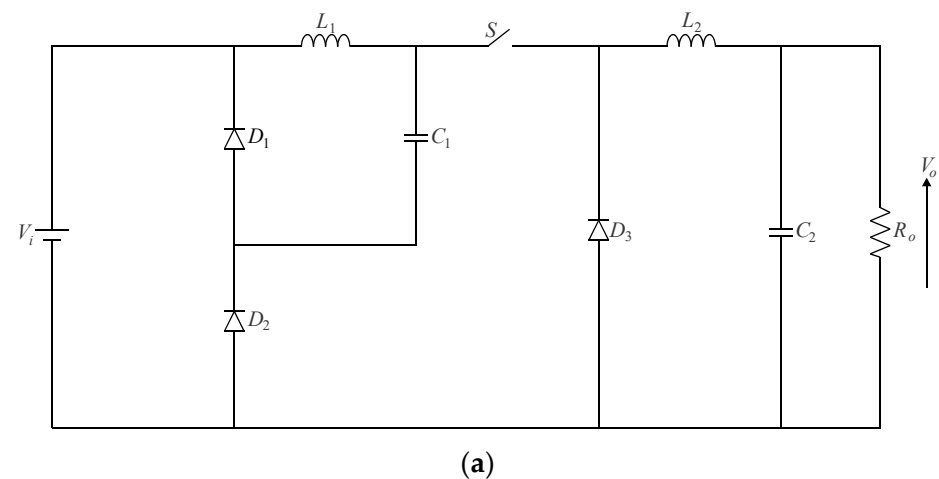 L₁
S
L₂
D₁
C₁
Vₒ
Vᵢ
D₃
C₂
Rₒ
D₂
(a)